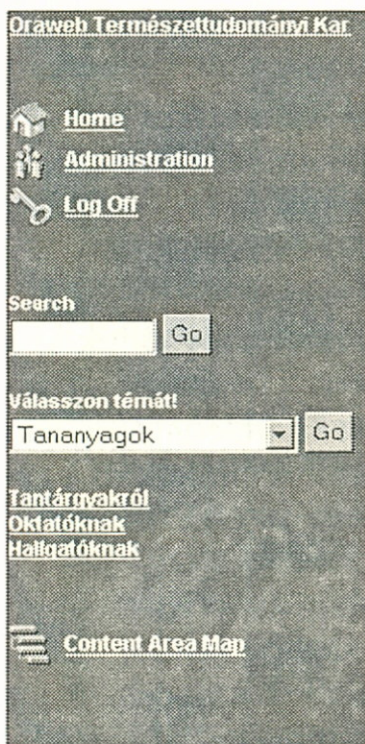 Oraweb Természettudományi Kar
Home
Administration
Log Off
Search
Go
Válasszon témát!
Tananyagok Go
Tantárgyakról
Oktatóknak
Hallgatóknak
Content Area Map